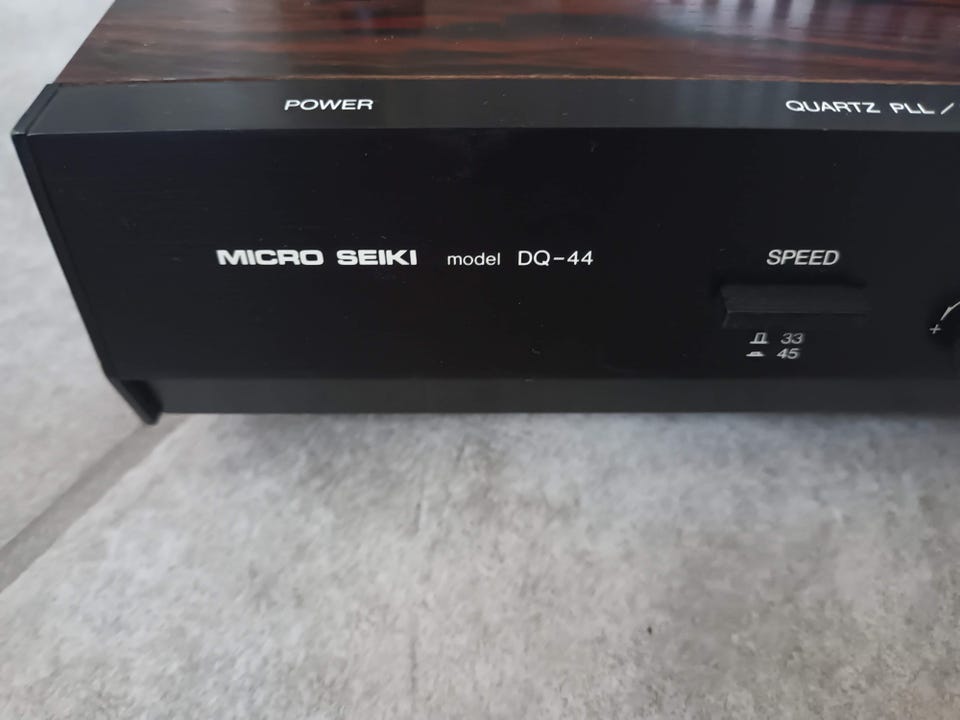 POWER
QUARTZ PLL /
MICRO SEIKI model DQ-44
SPEED
33
45
+